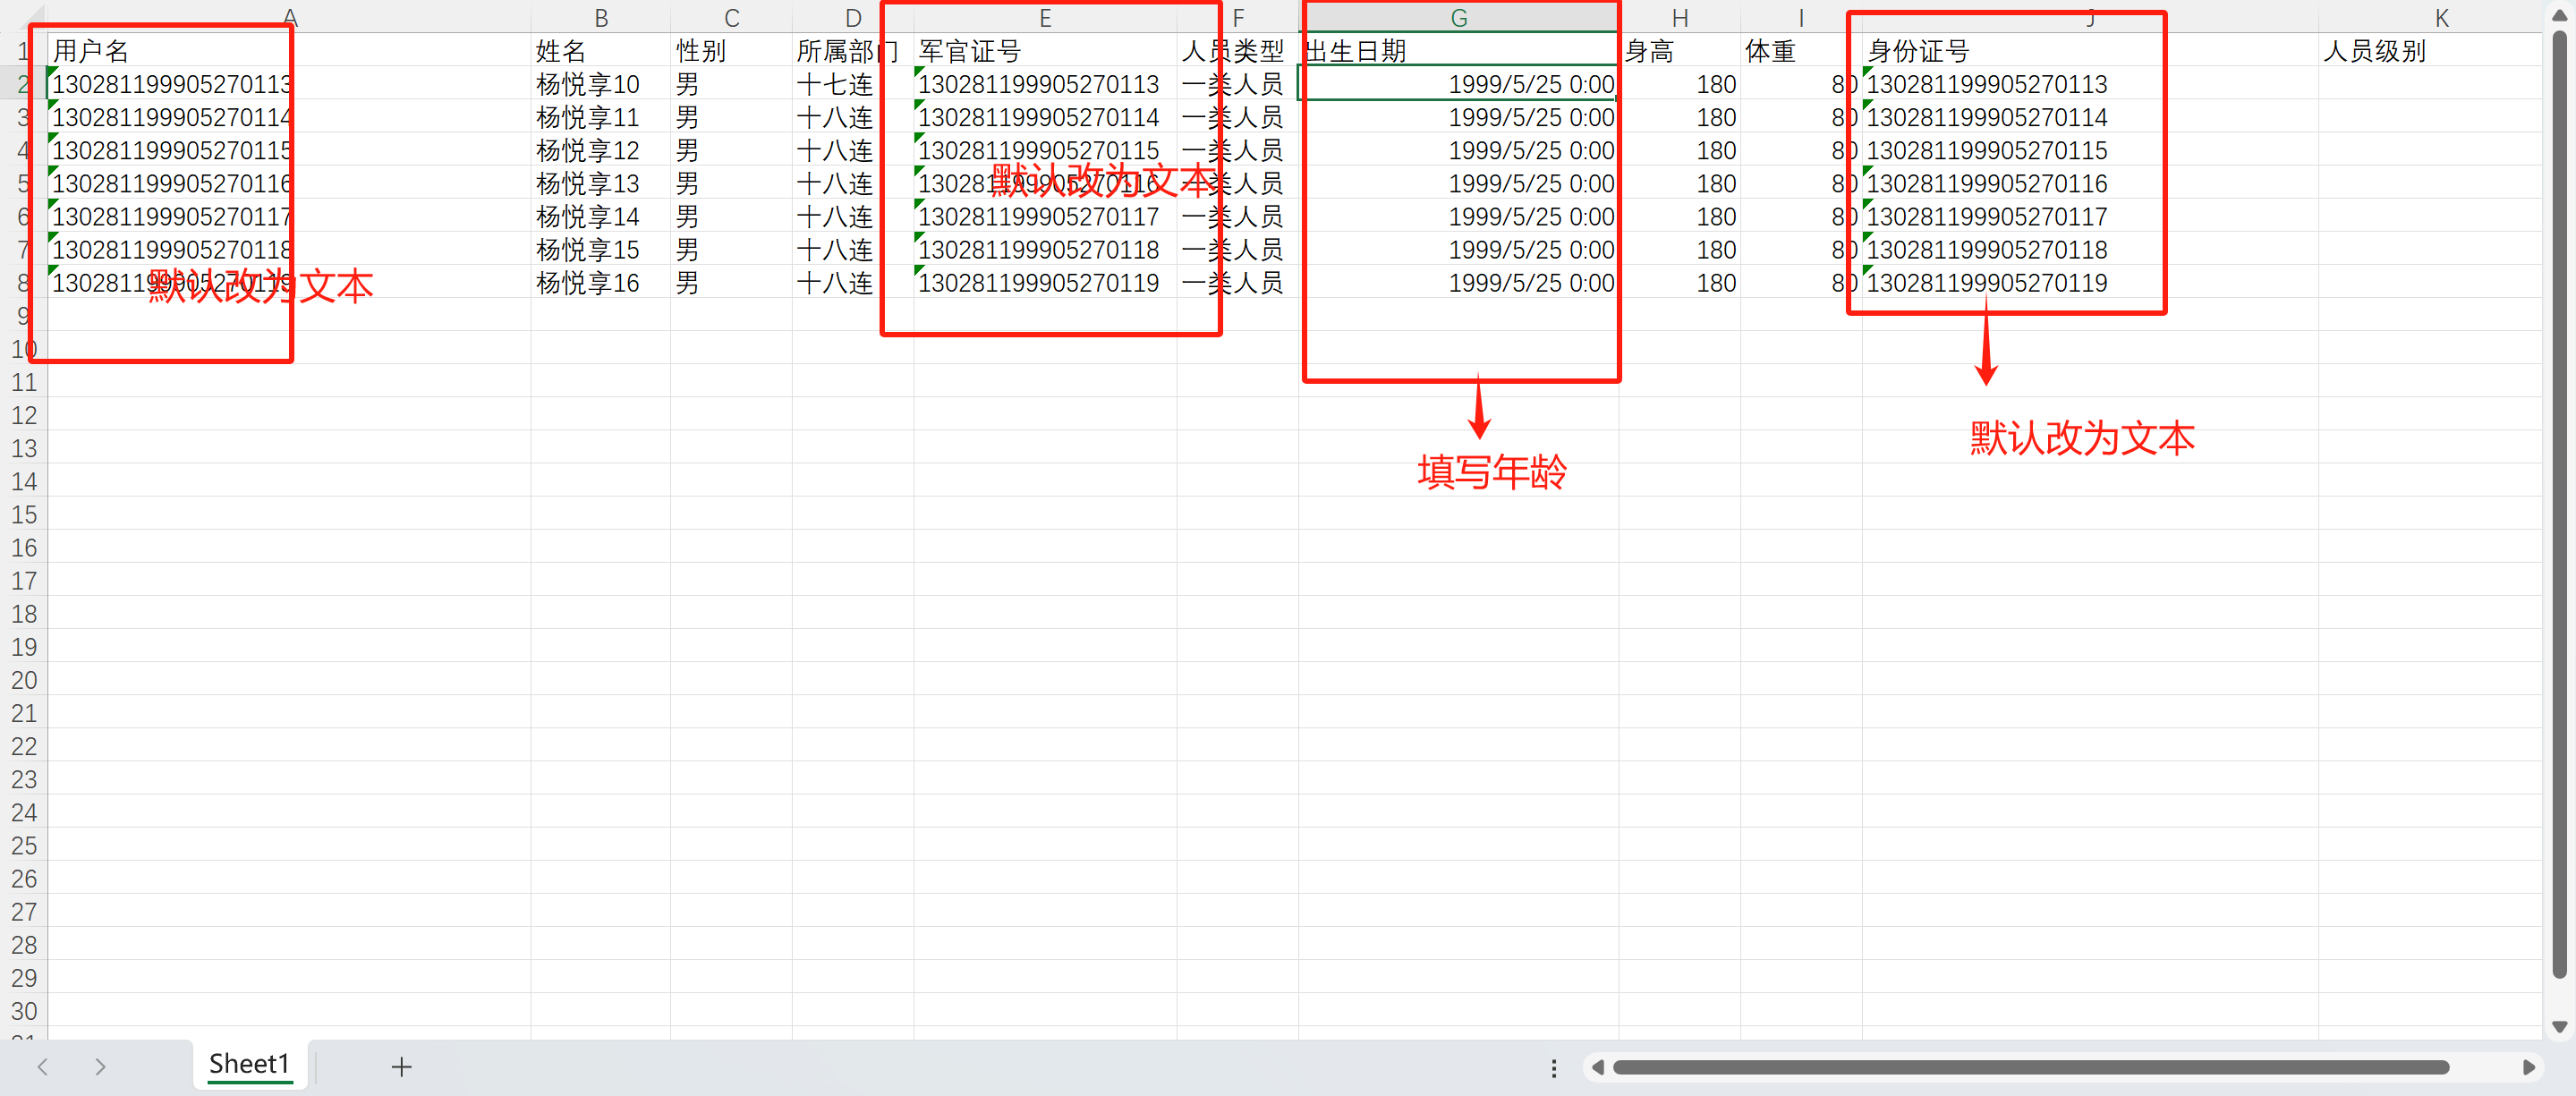 A B C D E F G H I J K
1 用户名 姓名 性别 所属部门 军官证号 人员类型 出生日期 身高 体重 身份证号 人员级别
2 130281199905270113 杨悦享10 男 十七连 130281199905270113 一类人员 1999/5/25 0:00 180 80 130281199905270113
3 130281199905270114 杨悦享11 男 十八连 130281199905270114 一类人员 1999/5/25 0:00 180 80 130281199905270114
4 130281199905270115 杨悦享12 男 十八连 130281199905270115 一类人员 1999/5/25 0:00 180 80 130281199905270115
5 130281199905270116 杨悦享13 男 十八连 130281199905270116 一类人员 1999/5/25 0:00 180 80 130281199905270116
默认改为文本
6 130281199905270117 杨悦享14 男 十八连 130281199905270117 一类人员 1999/5/25 0:00 180 80 130281199905270117
7 130281199905270118 杨悦享15 男 十八连 130281199905270118 一类人员 1999/5/25 0:00 180 80 130281199905270118
8 130281199905270119 杨悦享16 男 十八连 130281199905270119 一类人员 1999/5/25 0:00 180 80 130281199905270119
默认改为文本
9
10
11
12
13
默认改为文本
14
填写年龄
15
16
17
18
19
20
21
22
23
24
25
26
27
28
29
30
Sheet1